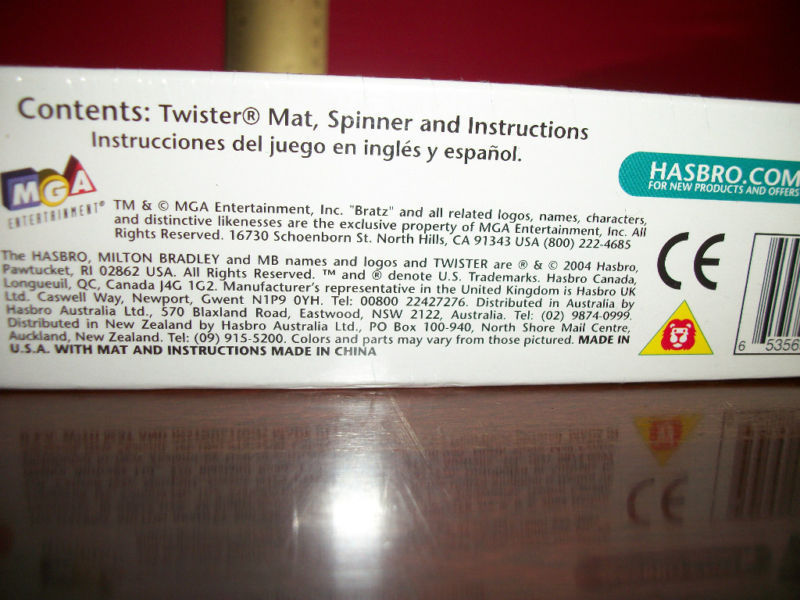 Contents: Twister® Mat, Spinner and Instructions
Instrucciones del juego en inglés y español.
HASBRO.COM
FOR NEW PRODUCTS AND OFFERS
MGA
ENTERTAINMENT®
TM & © MGA Entertainment, Inc. "Bratz" and all related logos, names, characters,
and distinctive likenesses are the exclusive property of MGA Entertainment, Inc. All
Rights Reserved. 16730 Schoenborn St. North Hills, CA 91343 USA (800) 222-4685
The HASBRO, MILTON BRADLEY and MB names and logos and TWISTER are ® & © 2004 Hasbro,
Pawtucket, RI 02862 USA. All Rights Reserved. ™ and ® denote U.S. Trademarks. Hasbro Canada,
Longueuil, QC, Canada J4G 1G2. Manufacturer's representative in the United Kingdom is Hasbro UK
Ltd. Caswell Way, Newport, Gwent N1P9 0YH. Tel: 00800 22427276. Distributed in Australia by
Hasbro Australia Ltd., 570 Blaxland Road, Eastwood, NSW 2122, Australia. Tel: (02) 9874-0999.
Distributed in New Zealand by Hasbro Australia Ltd., PO Box 100-940, North Shore Mail Centre,
Auckland, New Zealand. Tel: (09) 915-5200. Colors and parts may vary from those pictured. MADE IN
U.S.A. WITH MAT AND INSTRUCTIONS MADE IN CHINA
CE
6 5356